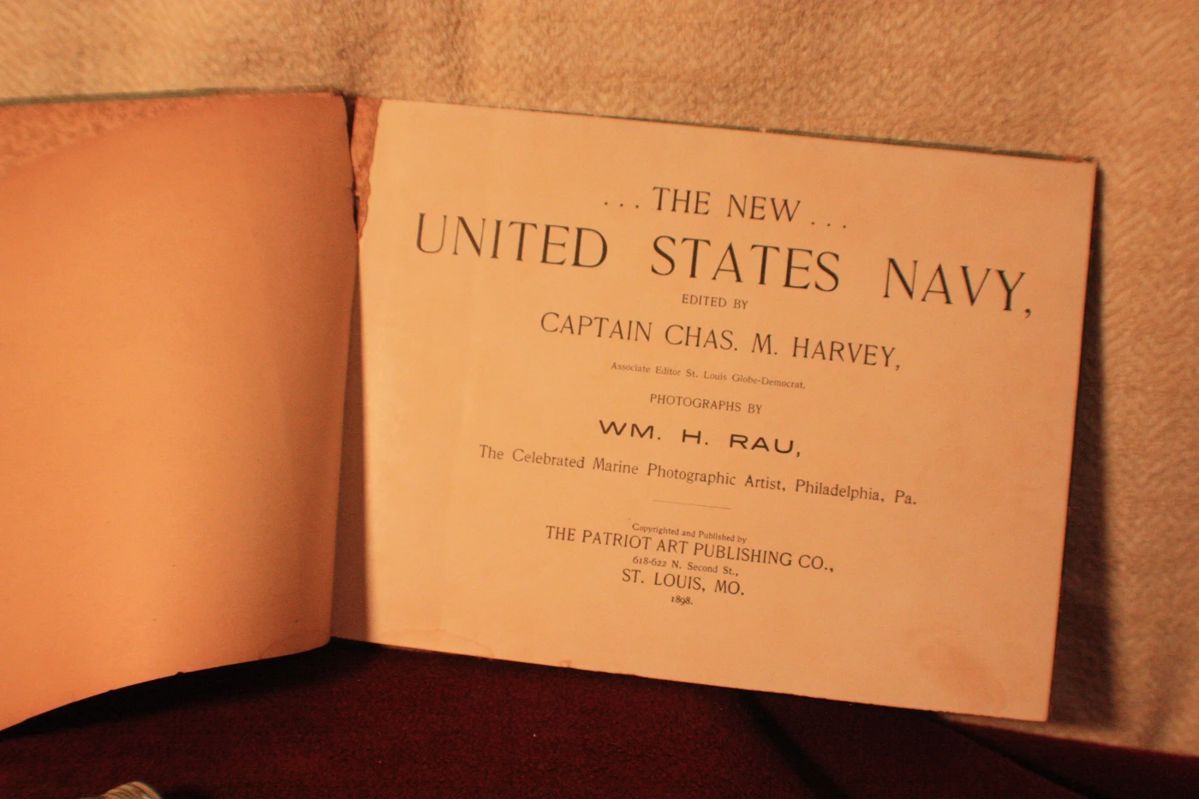 ... THE NEW ...
UNITED STATES NAVY,
EDITED BY
CAPTAIN CHAS. M. HARVEY,
Associate Editor St. Louis Globe-Democrat.
PHOTOGRAPHS BY
WM. H. RAU,
The Celebrated Marine Photographic Artist, Philadelphia, Pa.
Copyrighted and Published by
THE PATRIOT ART PUBLISHING CO.,
618-622 N. Second St.,
ST. LOUIS, MO.
1898.